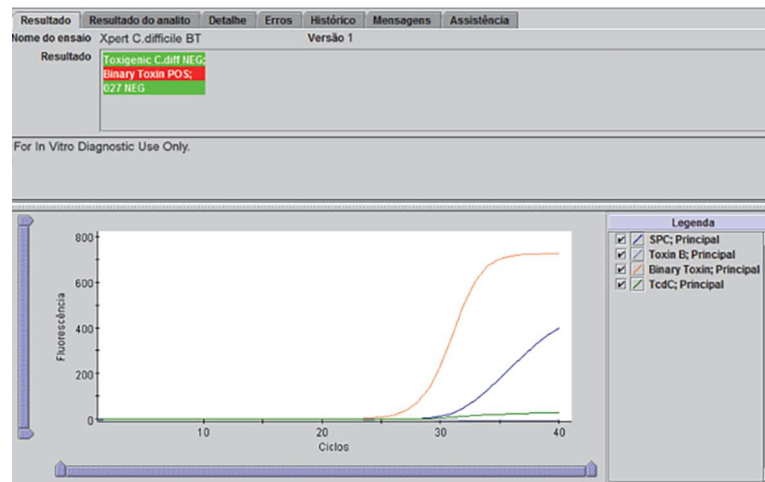 Resultado Resultado do analito Detalhe Erros Histórico Mensagens Assistência
Nome do ensaio Xpert C.difficile BT Versão 1
Resultado Toxigenic C.diff NEG;
Binary Toxin POS;
027 NEG
For In Vitro Diagnostic Use Only.
Legenda
SPC; Principal
Toxin B; Principal
Binary Toxin; Principal
TcdC; Principal
Fluorescência
800
600
400
200
0
10 20 30 40
Ciclos